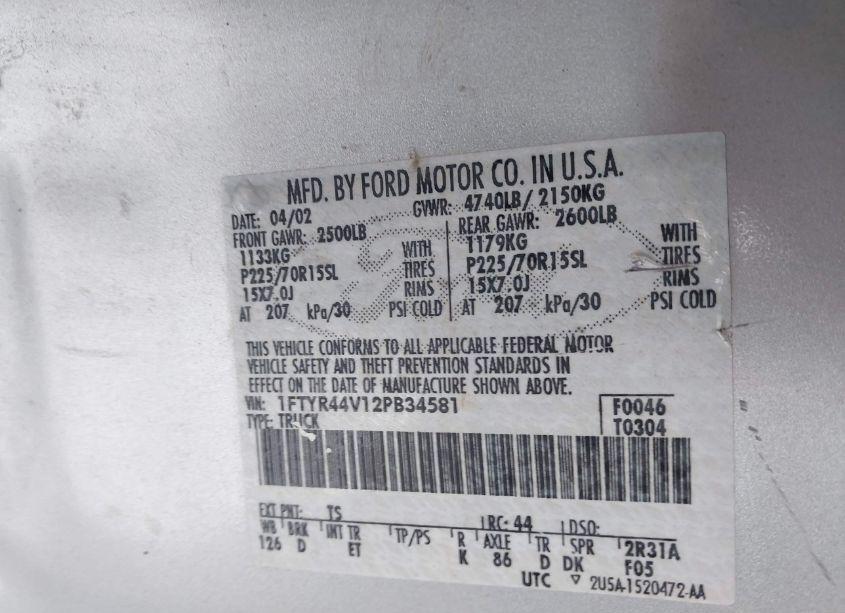 MFD. BY FORD MOTOR CO. IN U.S.A.
DATE: 04/02 GVWR: 4740LB / 2150KG
FRONT GAWR: 2500LB REAR GAWR: 2600LB
1133KG WITH 1179KG WITH
P225/70R15SL TIRES P225/70R15SL TIRES
15X7.0J RIMS 15X7.0J RIMS
AT 207 kPa/30 PSI COLD AT 207 kPa/30 PSI COLD
THIS VEHICLE CONFORMS TO ALL APPLICABLE FEDERAL MOTOR
VEHICLE SAFETY AND THEFT PREVENTION STANDARDS IN
EFFECT ON THE DATE OF MANUFACTURE SHOWN ABOVE.
VIN: 1FTYR44V12PB34581 F0046
TYPE: TRUCK T0304
EXT PNT: TS RC: 44 DSO:
WB BRK INT TR TP/PS R AXLE TR SPR 2R31A
126 D ET K 86 D DK F05
UTC ▽ 2U5A-1520472-AA